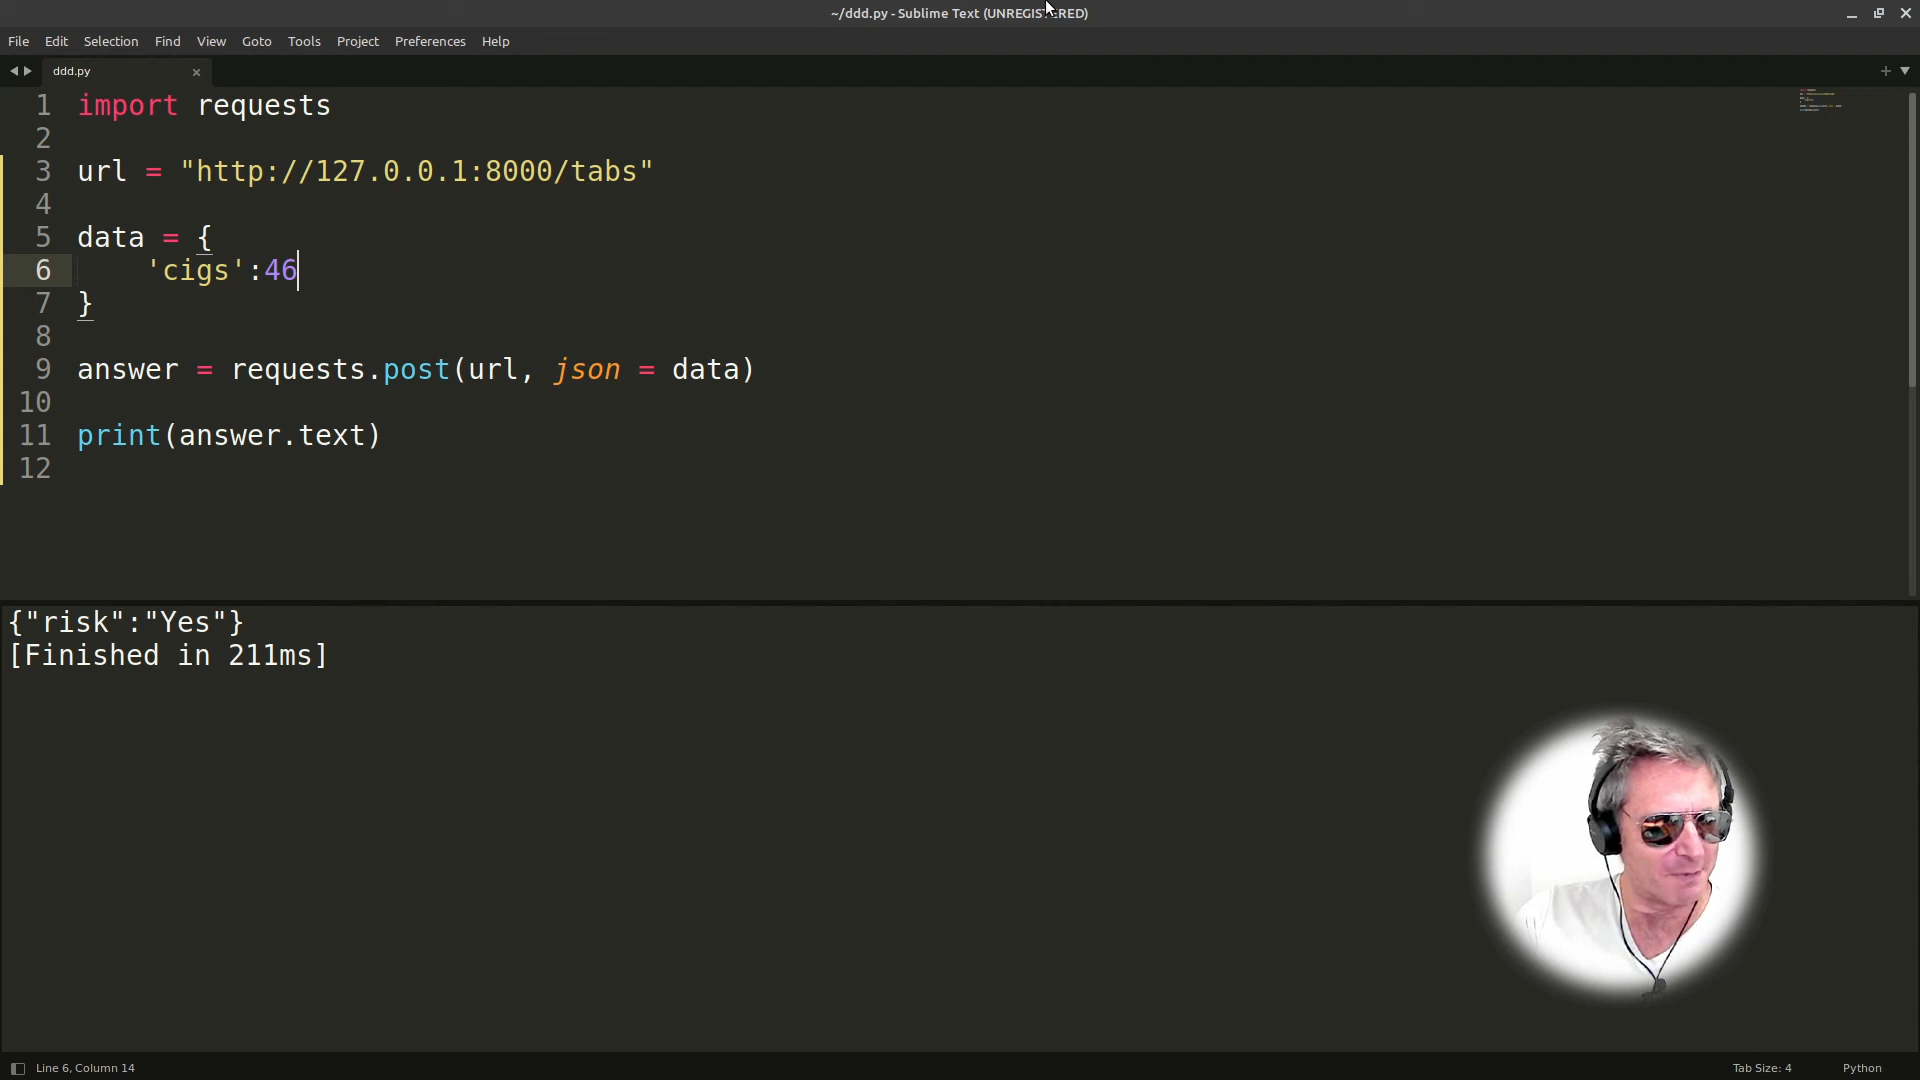 ~/ddd.py - Sublime Text (UNREGISTERED)
File Edit Selection Find View Goto Tools Project Preferences Help
ddd.py
1 import requests
2
3 url = "http://127.0.0.1:8000/tabs"
4
5 data = {
6     'cigs':46
7 }
8
9 answer = requests.post(url, json = data)
10
11 print(answer.text)
12
{"risk":"Yes"}
[Finished in 211ms]
Line 6, Column 14 Tab Size: 4 Python